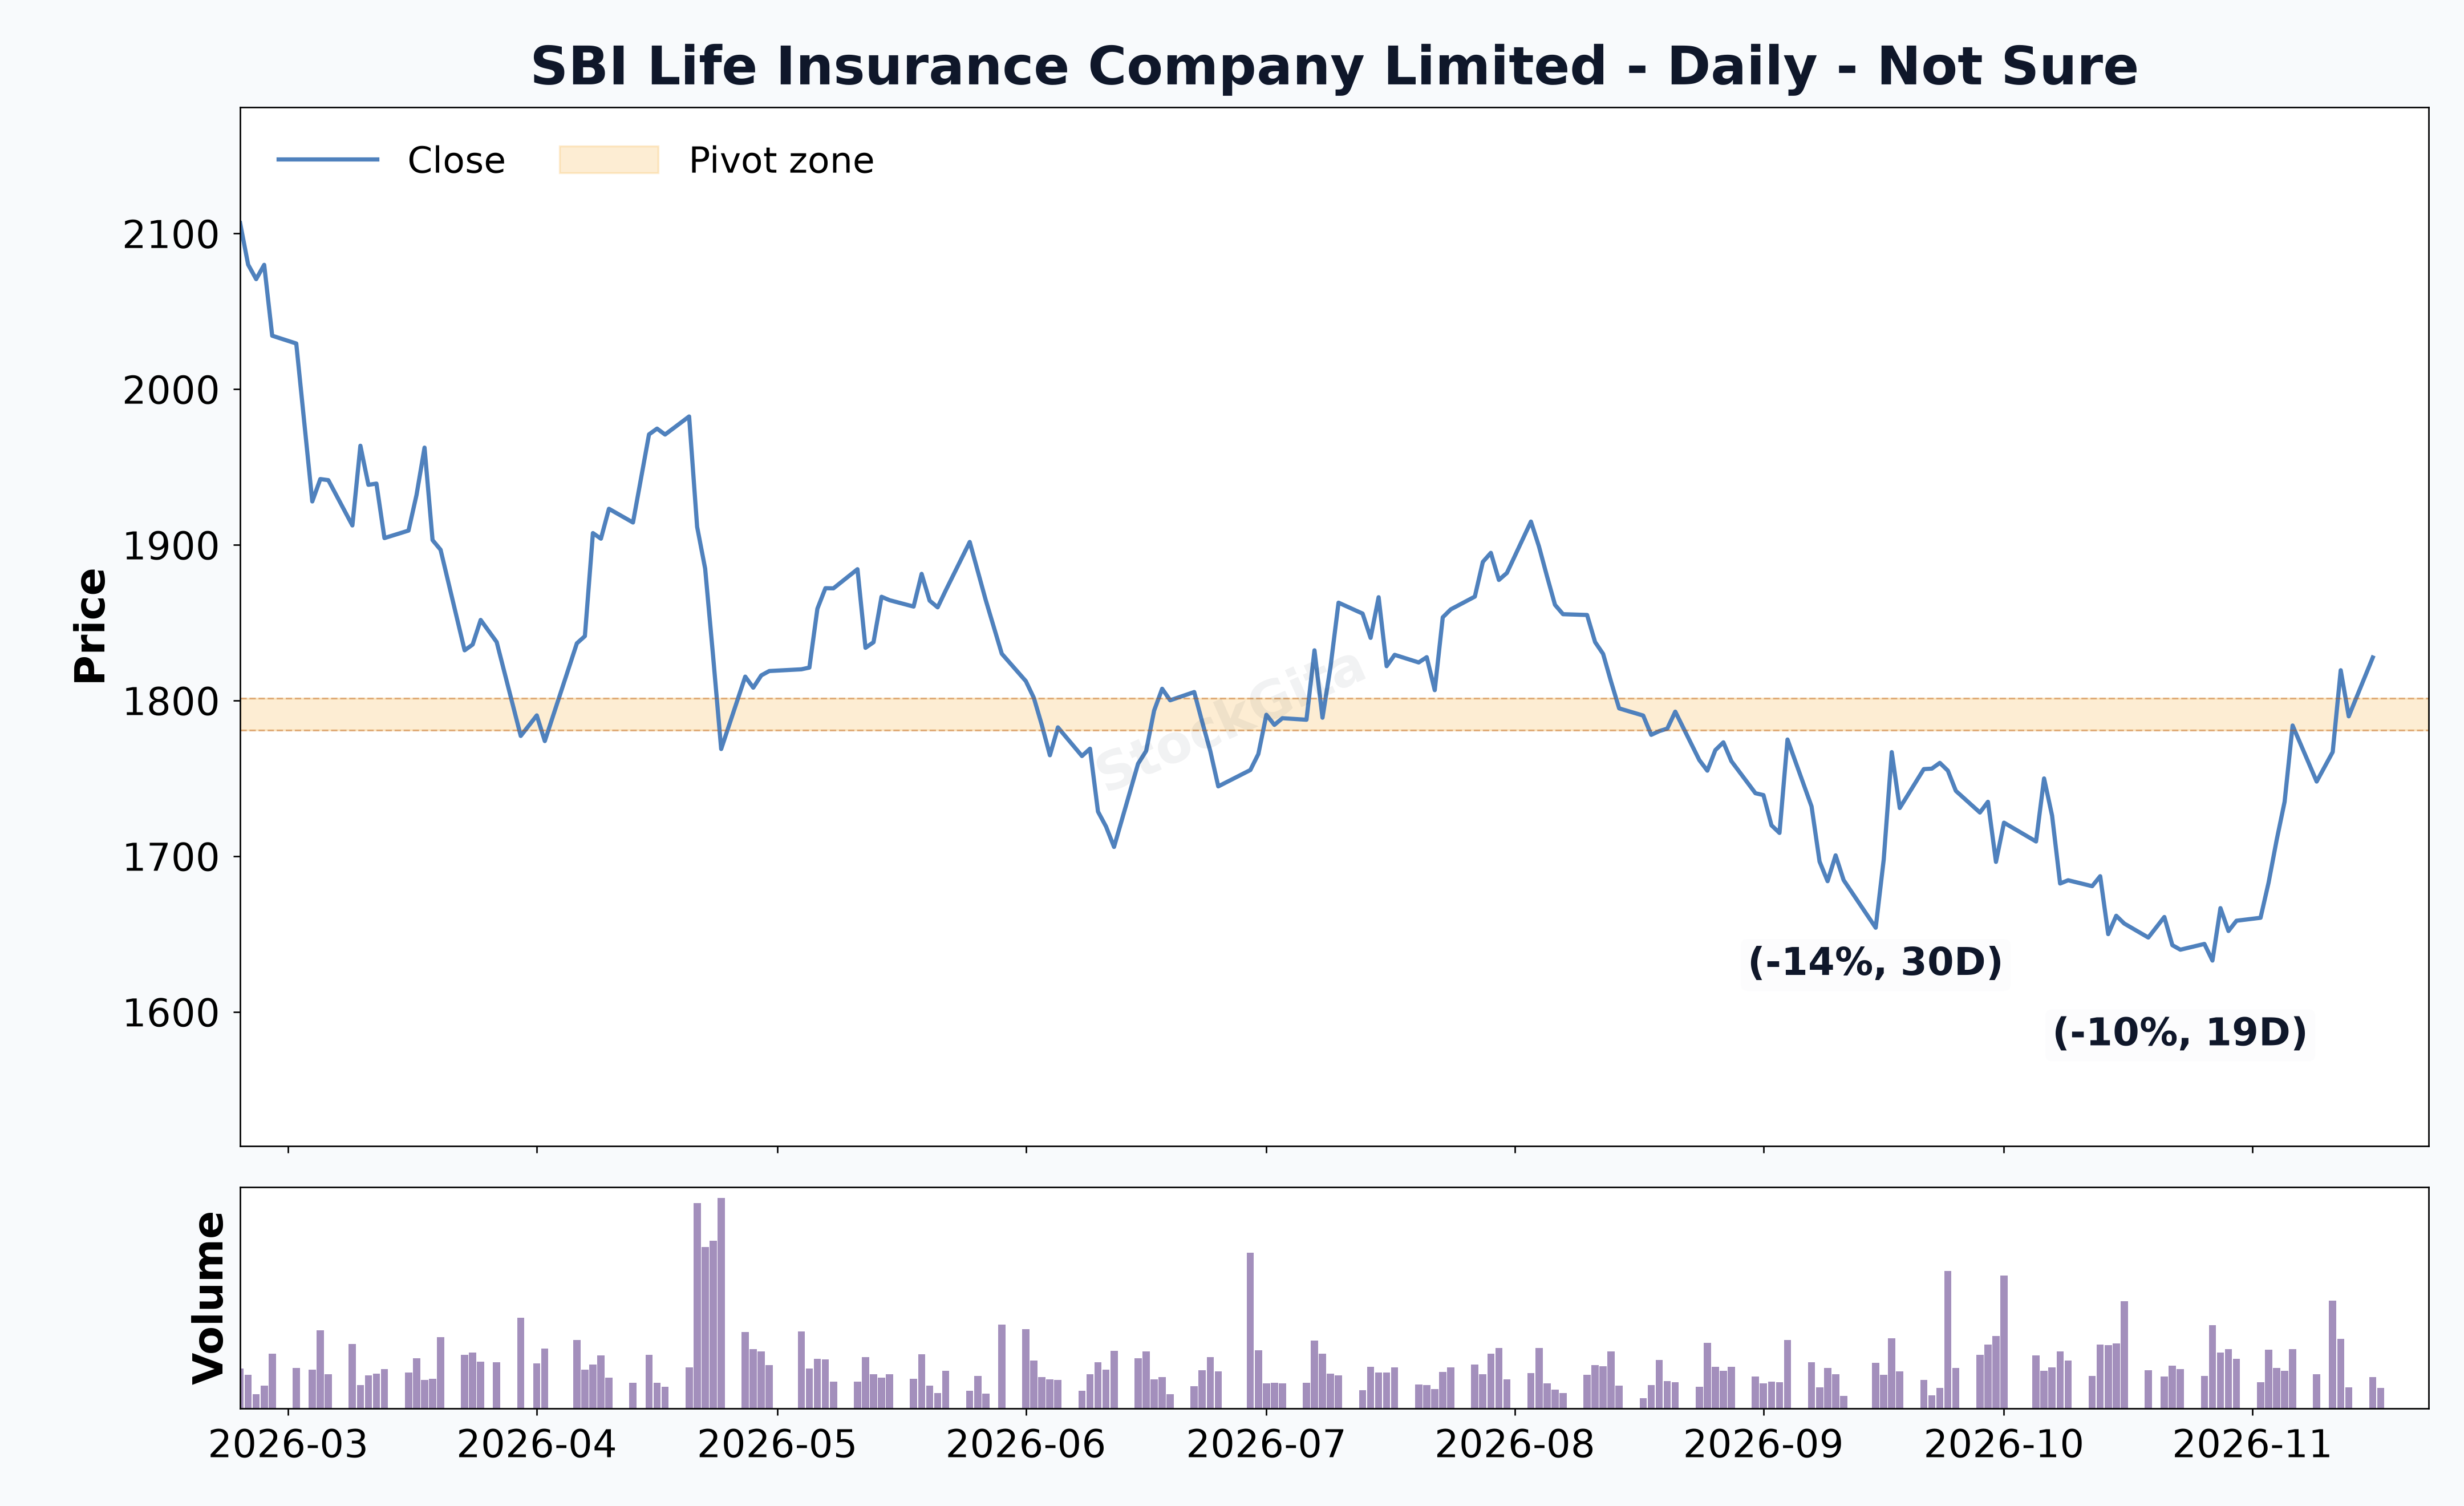 SBI Life Insurance Company Limited - Daily - Not Sure
Close
Pivot zone
2100
2000
1900
1800
1700
1600
Price
StockGita
(-14%, 30D)
(-10%, 19D)
Volume
2026-03
2026-04
2026-05
2026-06
2026-07
2026-08
2026-09
2026-10
2026-11